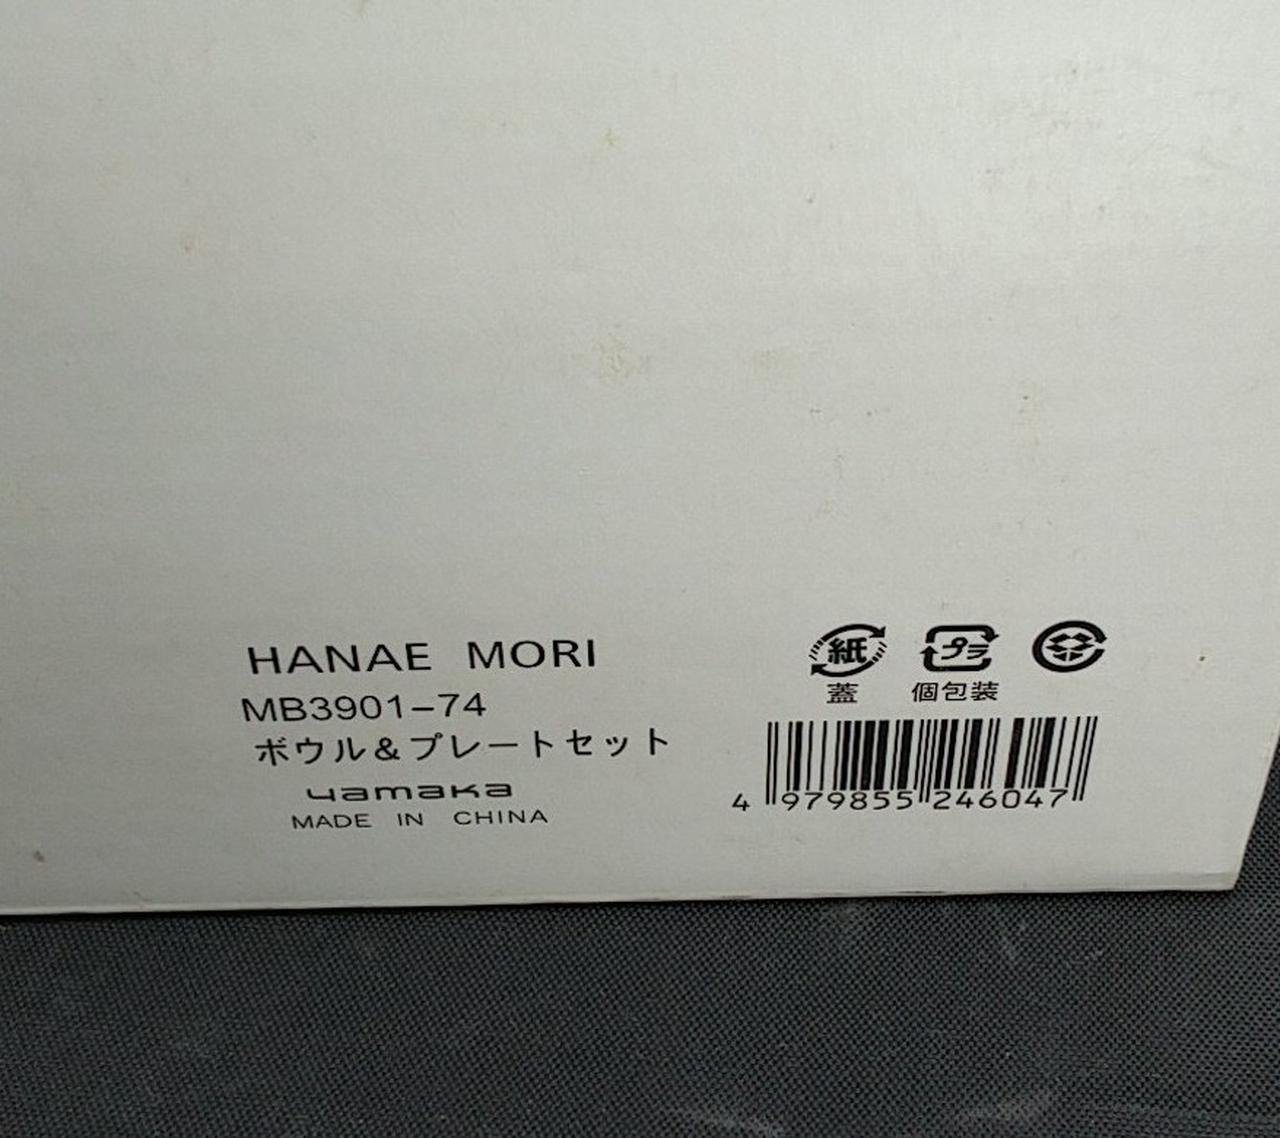 HANAE MORI
MB3901-74
ボウル&プレートセット
yamaka
MADE IN CHINA
紙 プラ
蓋 個包装
4 979855 246047